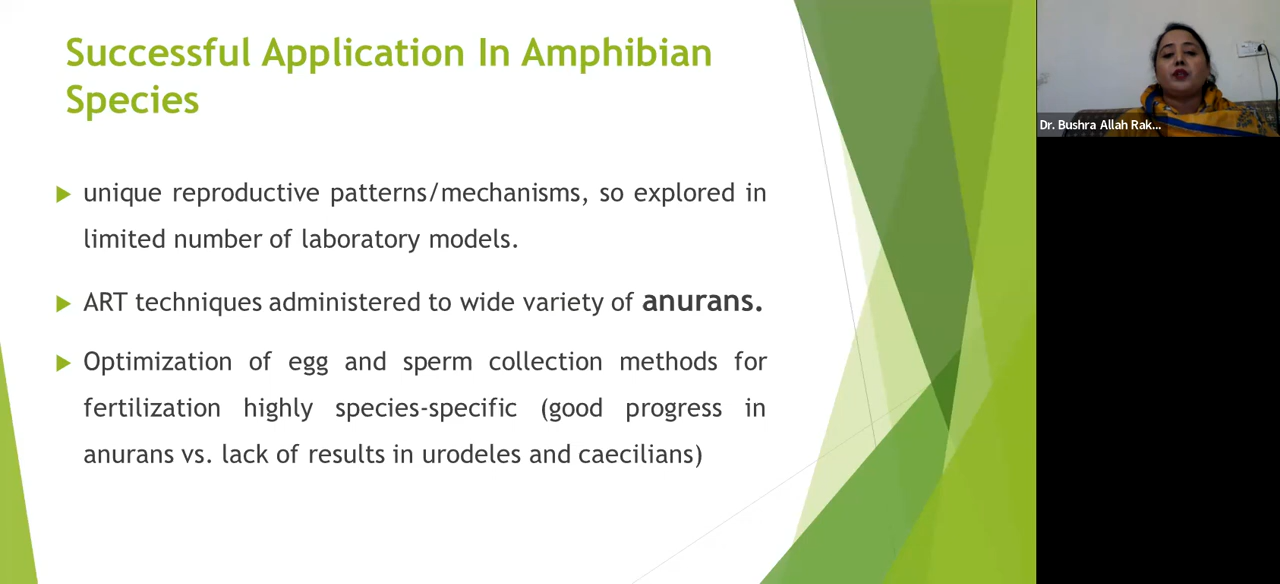 Successful Application In Amphibian
Species
unique reproductive patterns/mechanisms, so explored in
limited number of laboratory models.
ART techniques administered to wide variety of anurans.
Optimization of egg and sperm collection methods for
fertilization highly species-specific (good progress in
anurans vs. lack of results in urodeles and caecilians)
Dr. Bushra Allah Rak...